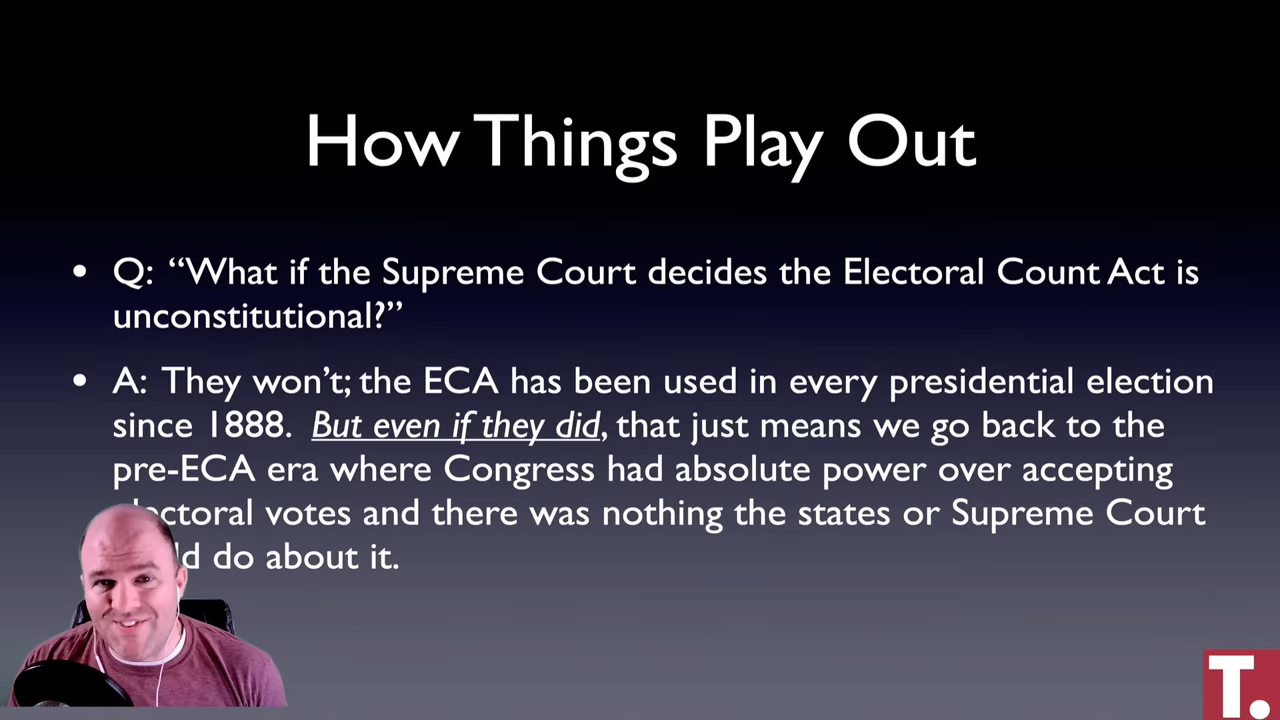 How Things Play Out
• Q: “What if the Supreme Court decides the Electoral Count Act is
unconstitutional?”
• A: They won’t; the ECA has been used in every presidential election
since 1888. But even if they did, that just means we go back to the
pre-ECA era where Congress had absolute power over accepting
electoral votes and there was nothing the states or Supreme Court
do about it.
T.